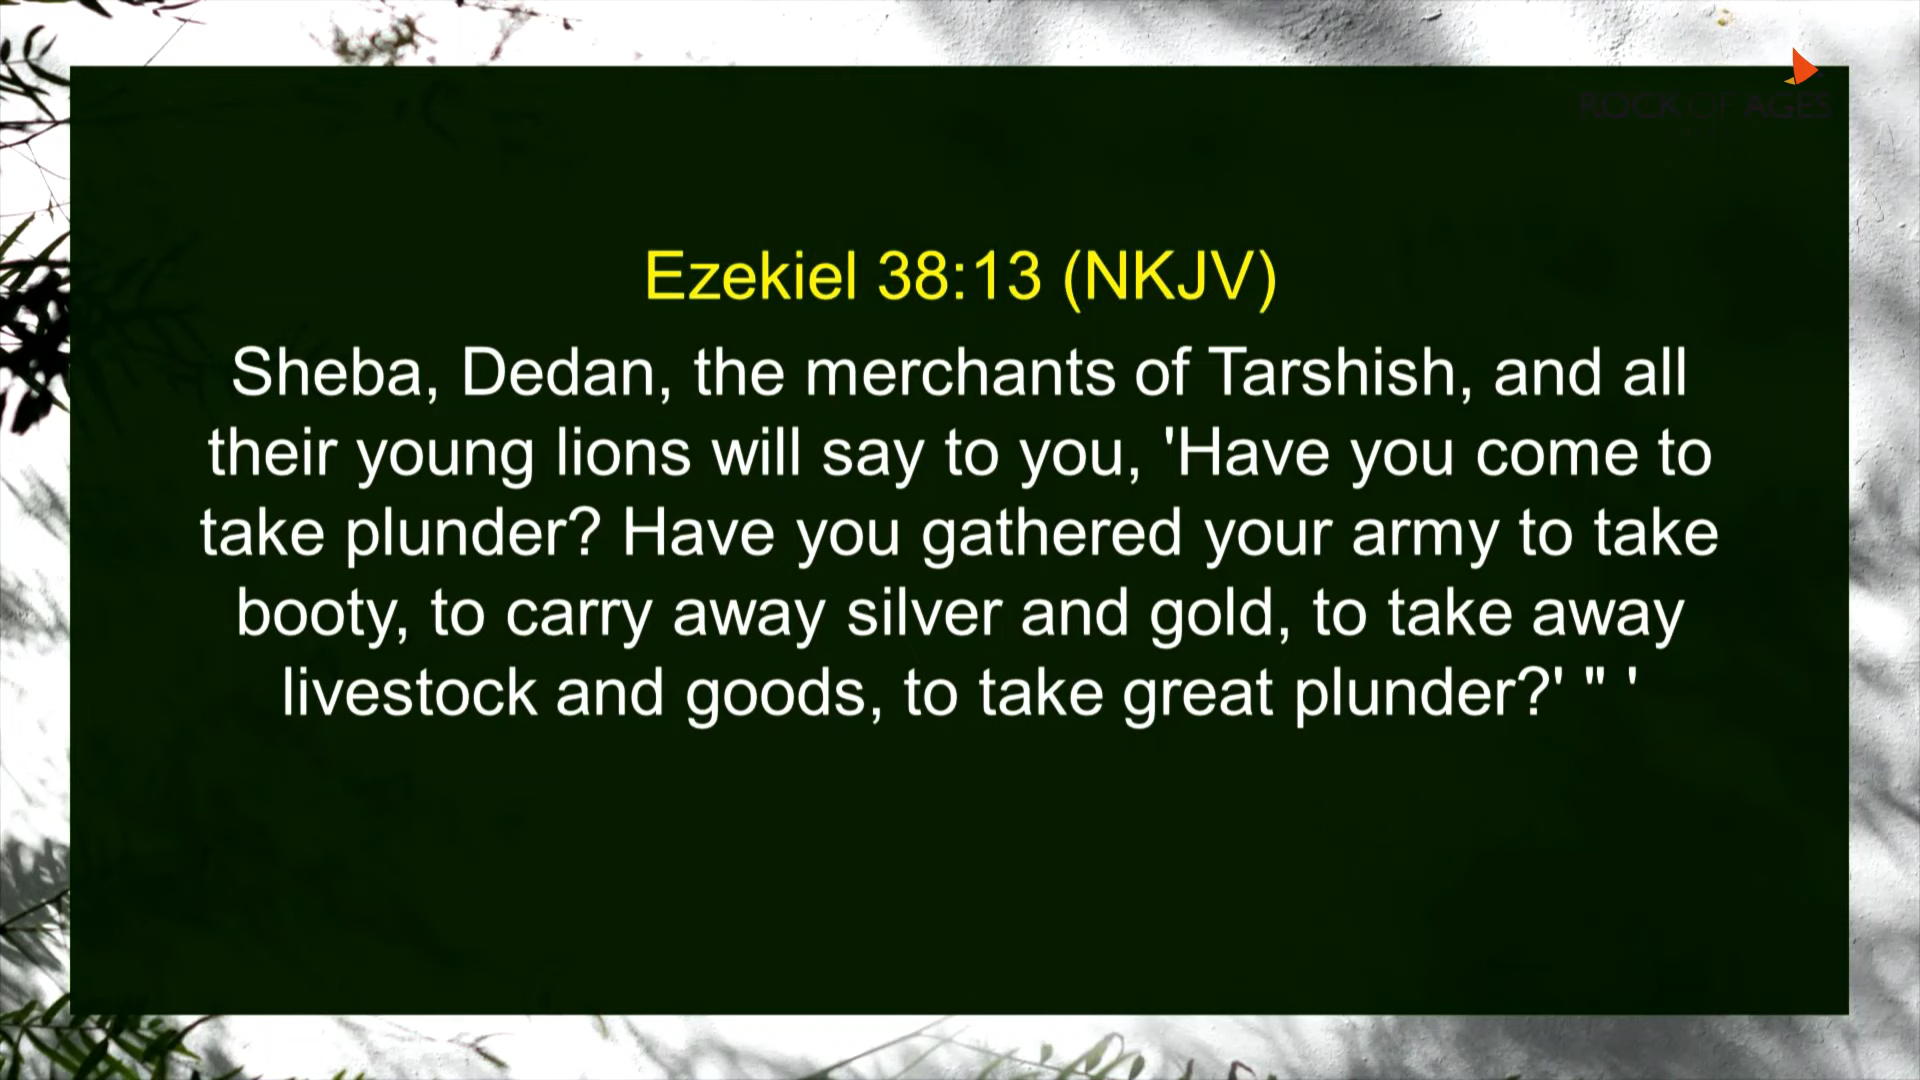 ROCK OF AGES
Ezekiel 38:13 (NKJV)
Sheba, Dedan, the merchants of Tarshish, and all
their young lions will say to you, 'Have you come to
take plunder? Have you gathered your army to take
booty, to carry away silver and gold, to take away
livestock and goods, to take great plunder?' " '